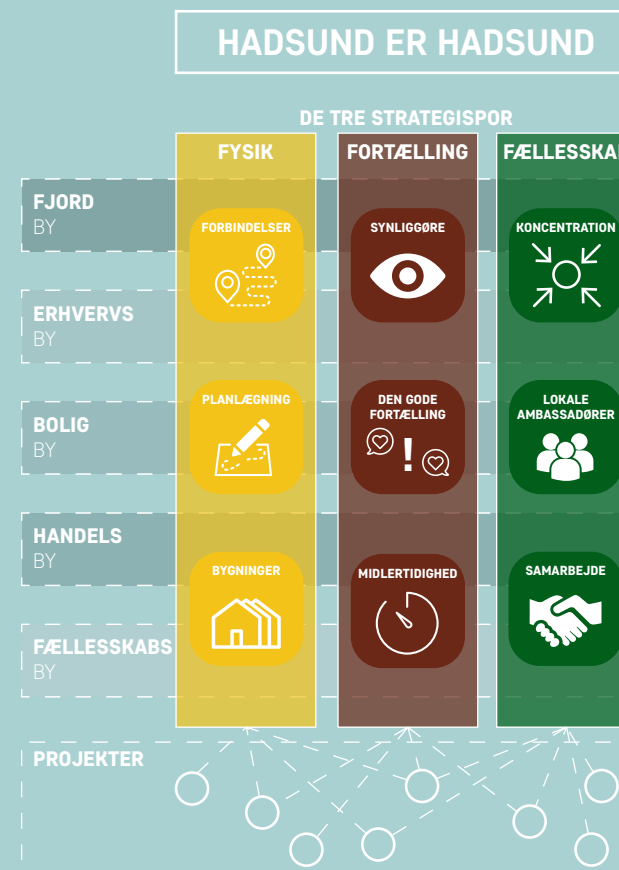 HADSUND ER HADSUND
DE TRE STRATEGISPOR
FYSIK
FORTÆLLING
FJORD
BY
ERHVERVS
BY
BOLIG
BY
HANDELS
BY
FÆLLESSKABS
BY
FORBINDELSER
SYNLIGGØRE
KONCENTRATION
PLANLÆGNING
DEN GODE
FORTÆLLING
LOKALE
AMBASSADØRER
BYGNINGER
MIDLERTIDIGHED
SAMARBEJDE
PROJEKTER